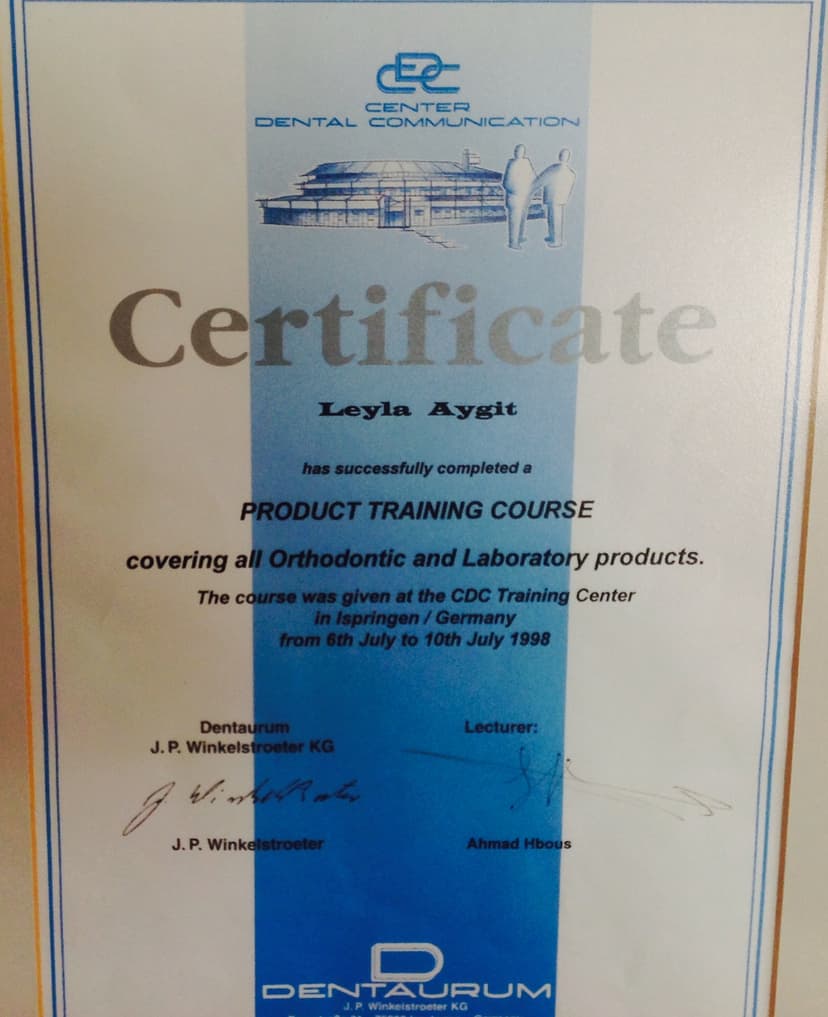 CDC
CENTER
DENTAL COMMUNICATION
Certificate
Leyla Aygit
has successfully completed a
PRODUCT TRAINING COURSE
covering all Orthodontic and Laboratory products.
The course was given at the CDC Training Center
in Ispringen / Germany
from 6th July to 10th July 1998
Dentaurum
J. P. Winkelstroeter KG
Lecturer:
J. Winkelstroeter
J. P. Winkelstroeter
Ahmad Hbous
D
DENTAURUM
J. P. Winkelstroeter KG